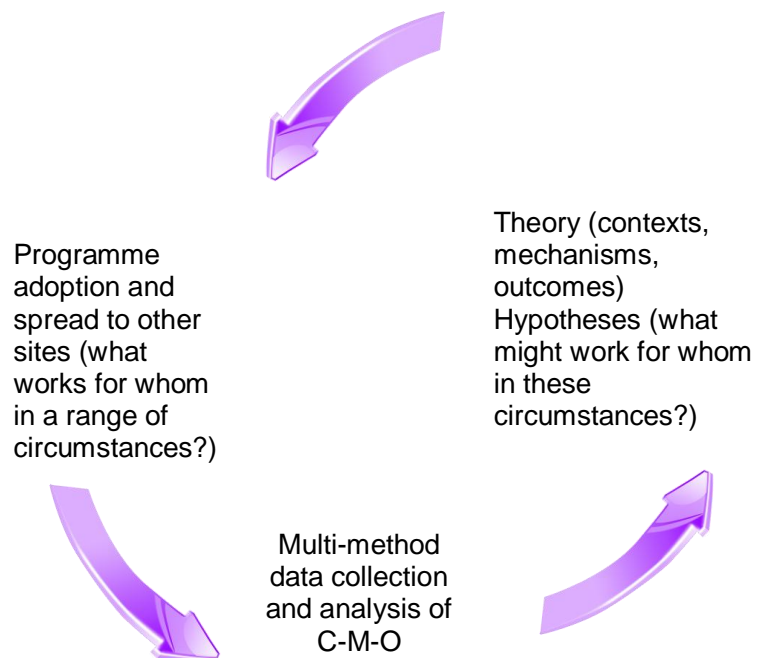 Programme
adoption and
spread to other
sites (what
works for whom
in a range of
circumstances?)
Theory (contexts,
mechanisms,
outcomes)
Hypotheses (what
might work for whom
in these
circumstances?)
Multi-method
data collection
and analysis of
C-M-O